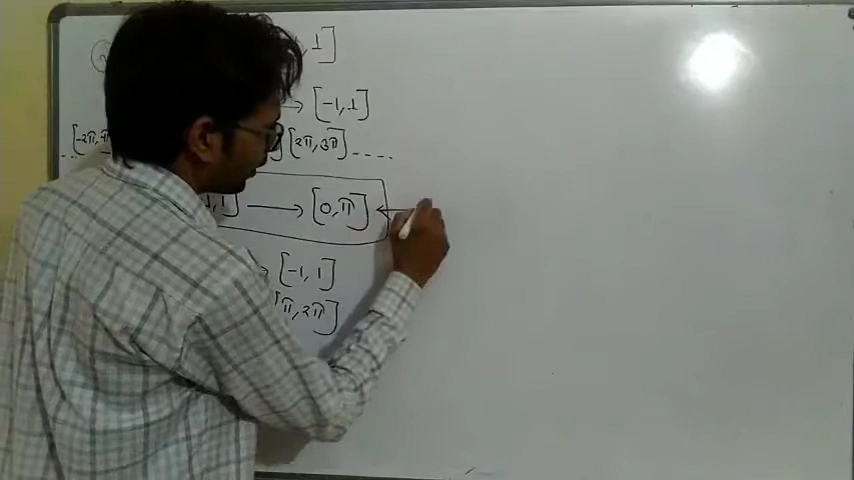 , 1]
→ [-1, 1]
[-2π, [2π, 3π] ----
, 1] → [0, π] ←
[-1, 1]
[π, 2π]